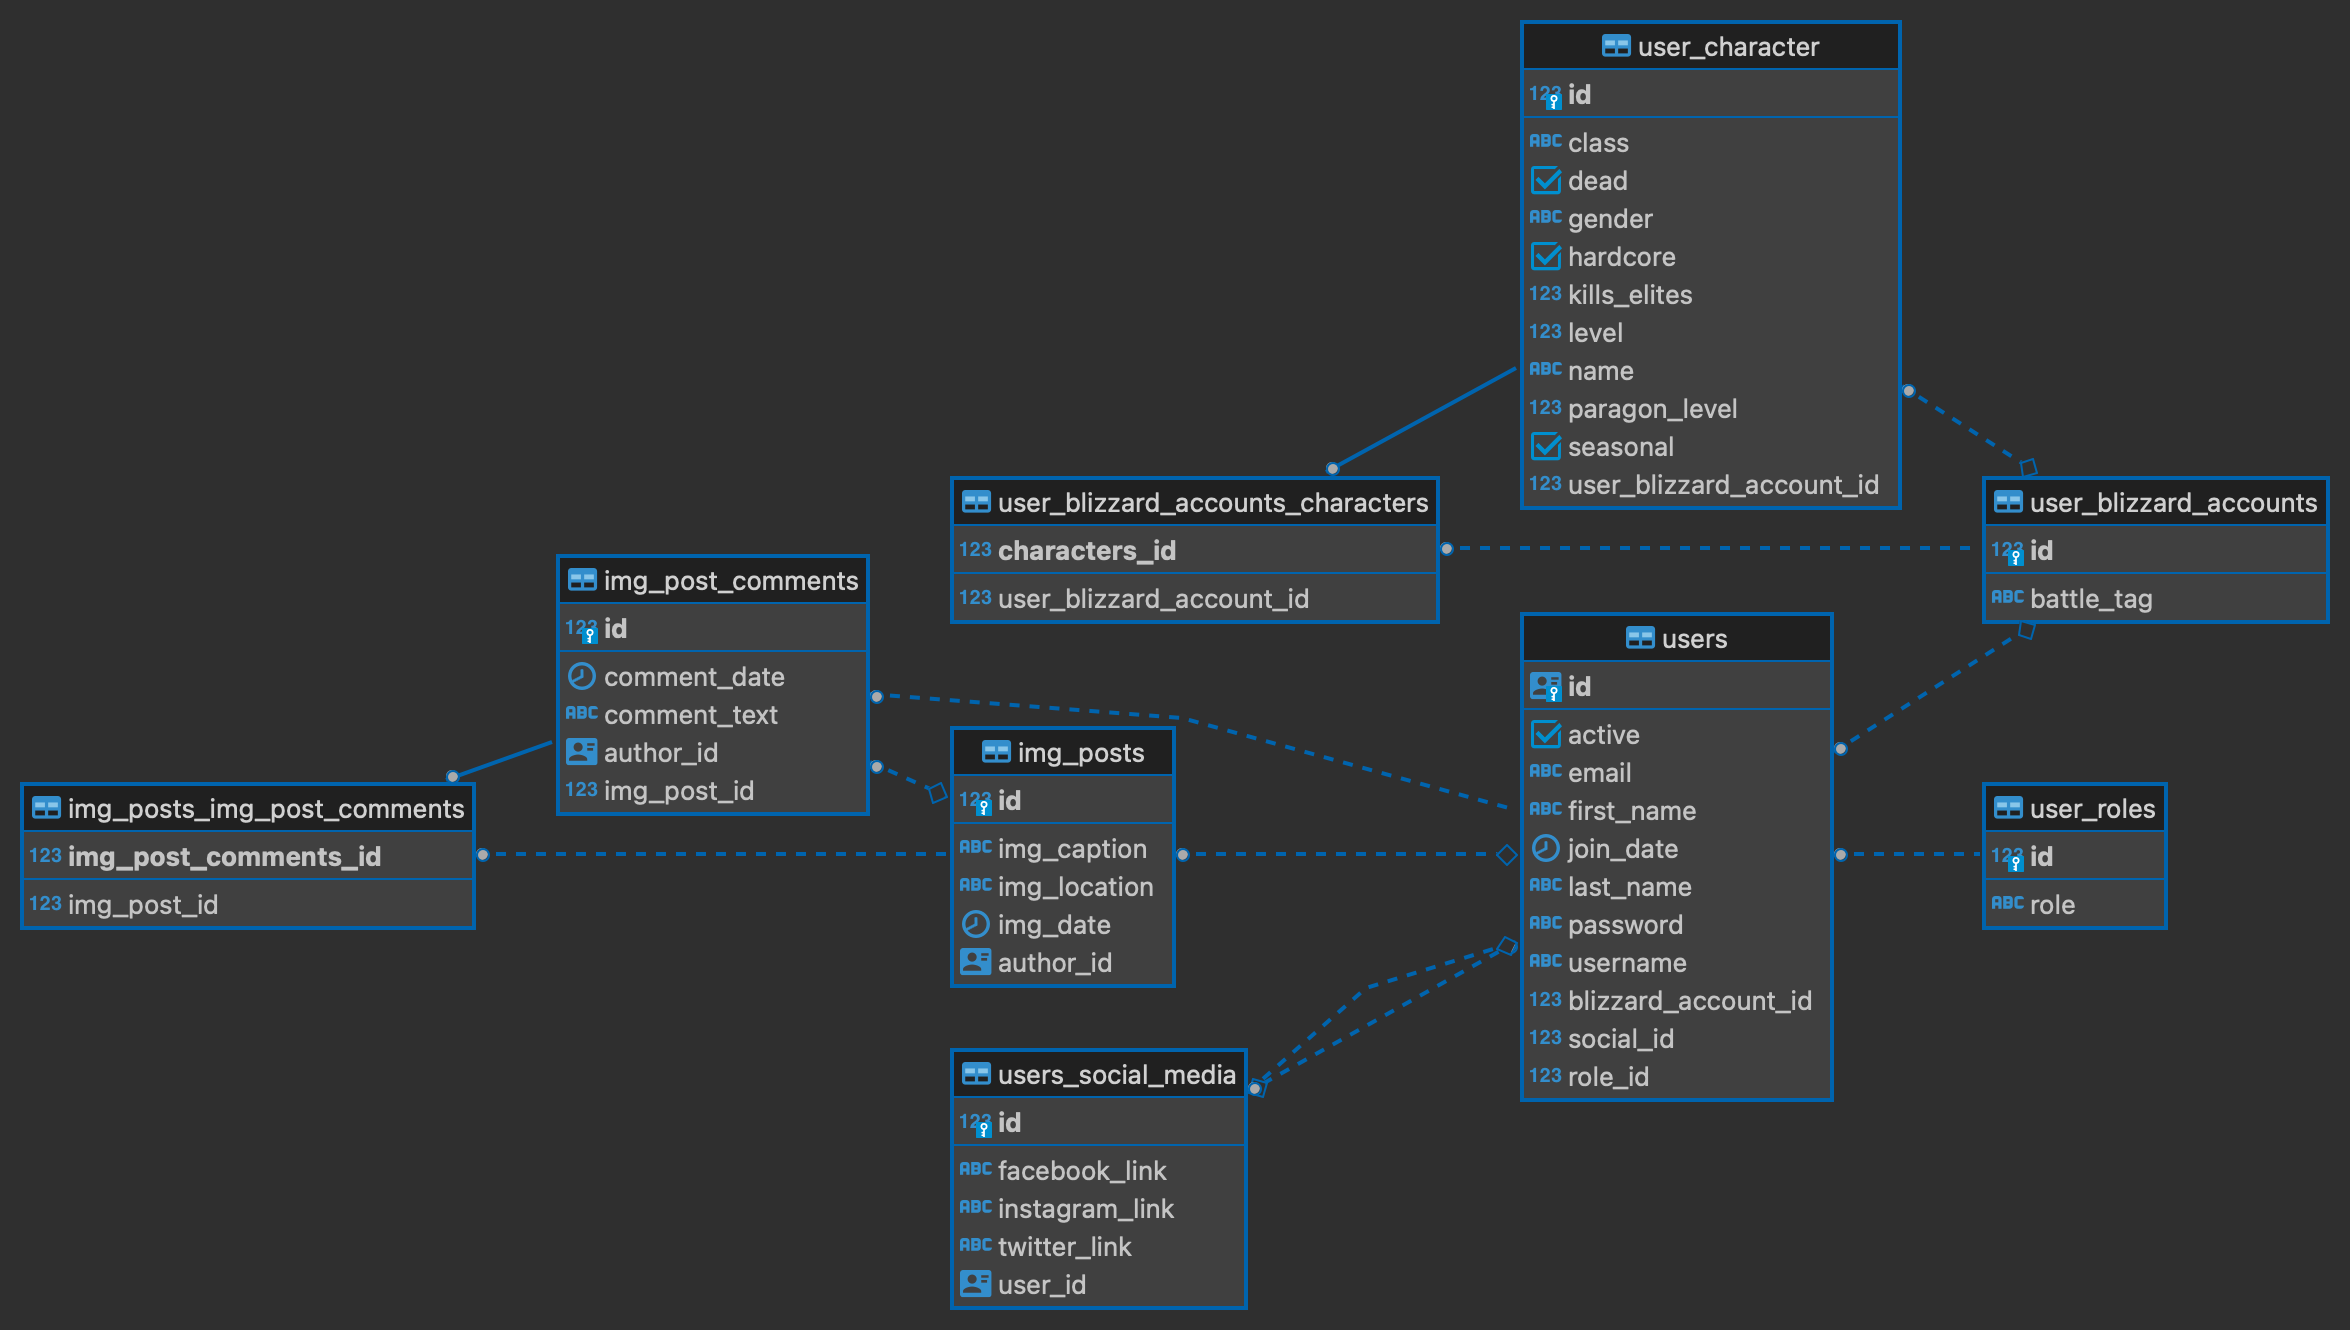 user_character
123 id
ABC class
dead
ABC gender
hardcore
123 kills_elites
123 level
ABC name
123 paragon_level
seasonal
123 user_blizzard_account_id
user_blizzard_accounts_characters
123 characters_id
123 user_blizzard_account_id
user_blizzard_accounts
123 id
ABC battle_tag
img_post_comments
123 id
comment_date
ABC comment_text
author_id
123 img_post_id
users
id
active
ABC email
ABC first_name
join_date
ABC last_name
ABC password
ABC username
123 blizzard_account_id
123 social_id
123 role_id
img_posts
123 id
ABC img_caption
ABC img_location
img_date
author_id
img_posts_img_post_comments
123 img_post_comments_id
123 img_post_id
user_roles
123 id
ABC role
users_social_media
123 id
ABC facebook_link
ABC instagram_link
ABC twitter_link
user_id